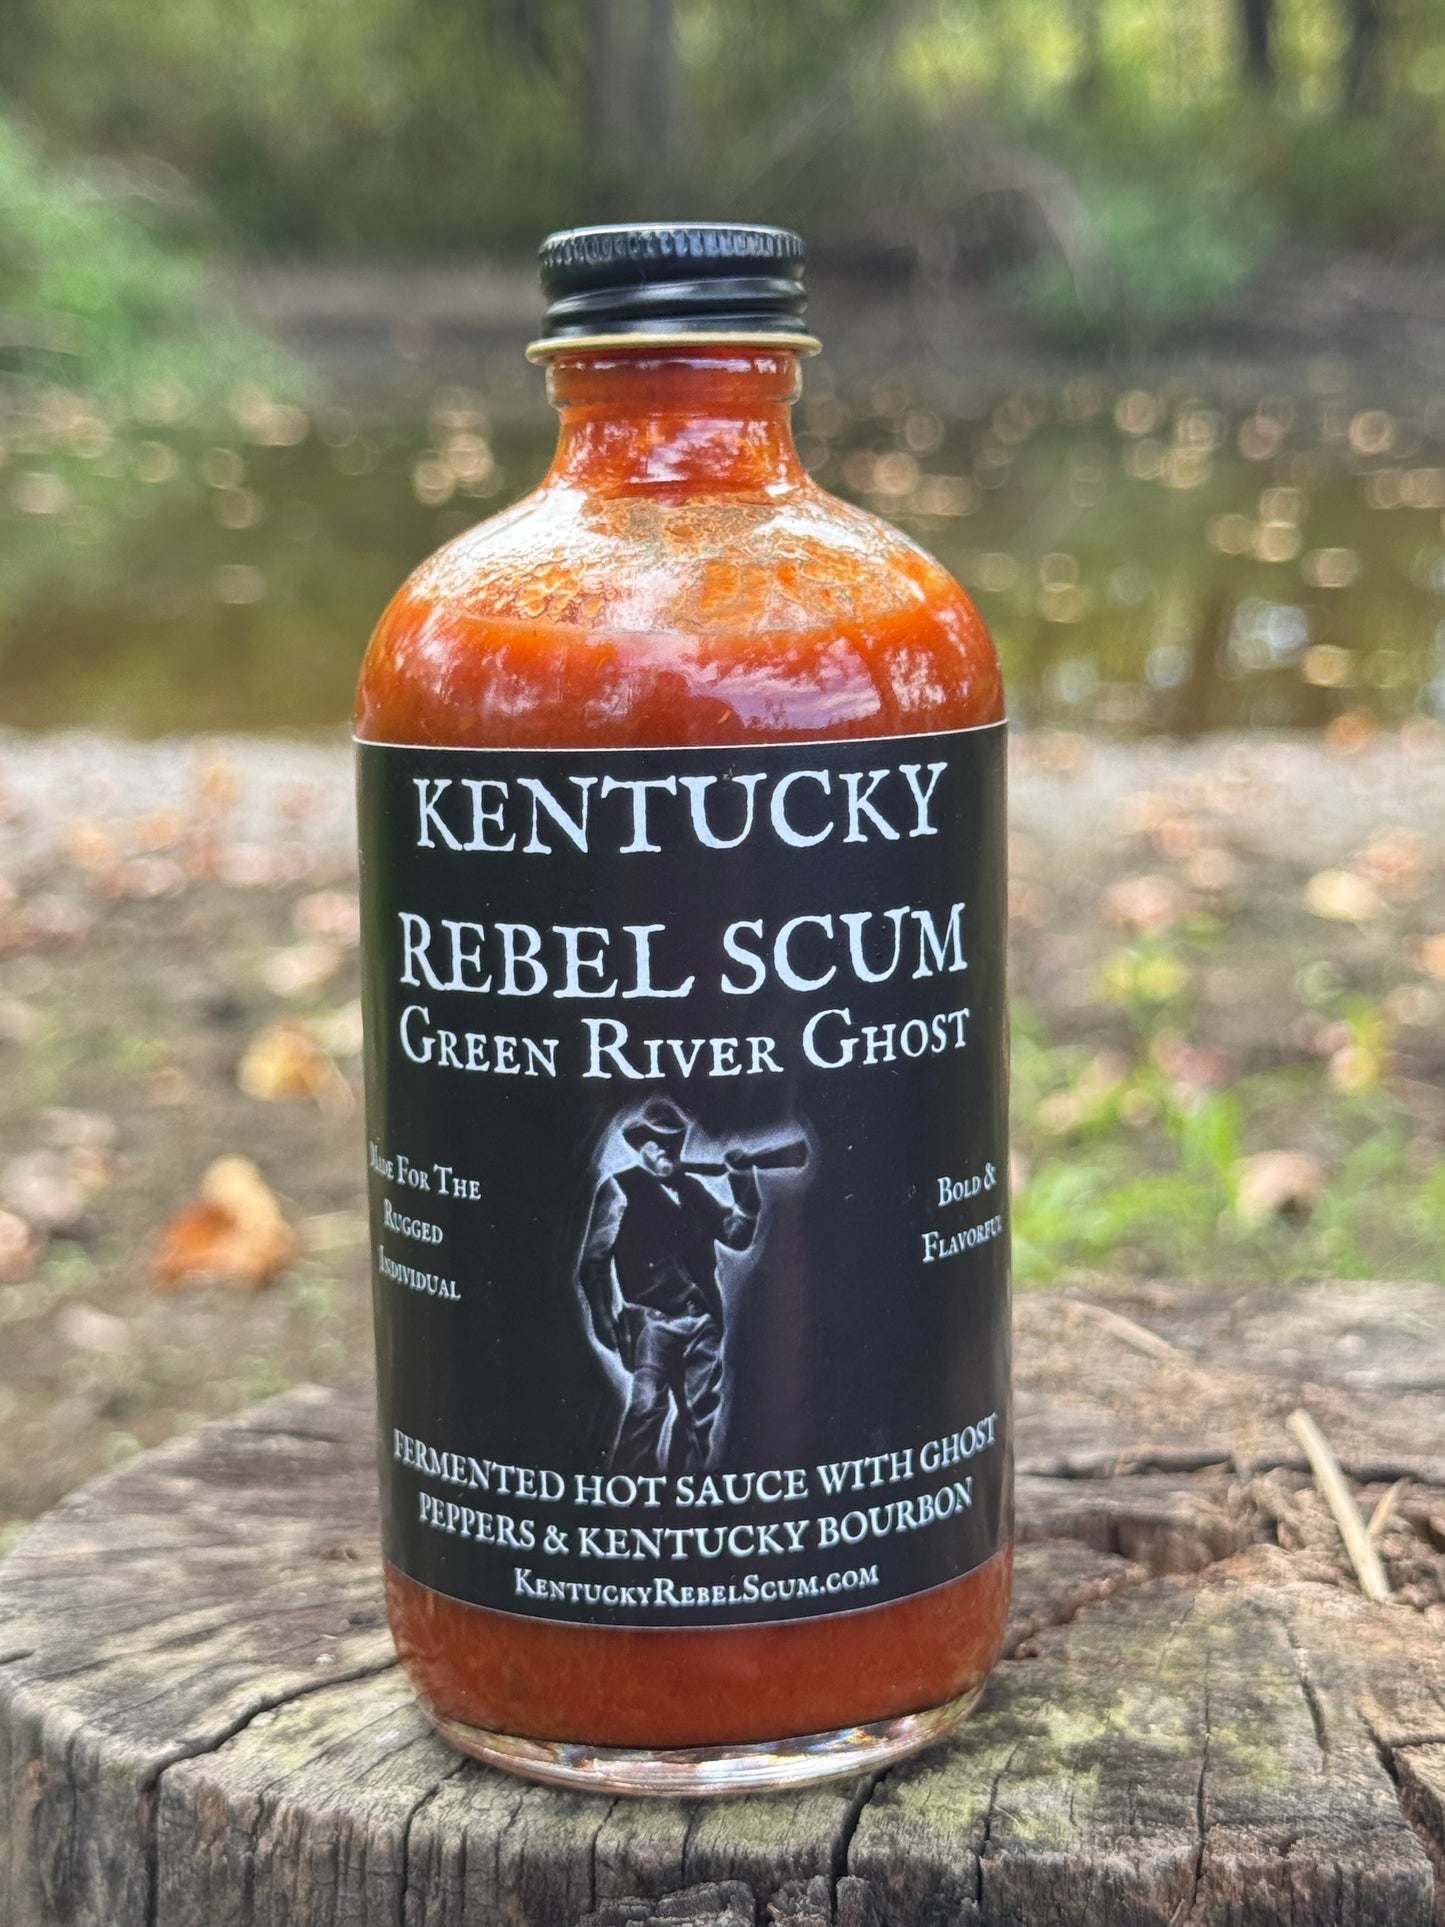 KENTUCKY
REBEL SCUM
GREEN RIVER GHOST
MADE FOR THE
RUGGED
INDIVIDUAL
BOLD &
FLAVORFUL
FERMENTED HOT SAUCE WITH GHOST
PEPPERS & KENTUCKY BOURBON
KENTUCKYREBELSCUM.COM